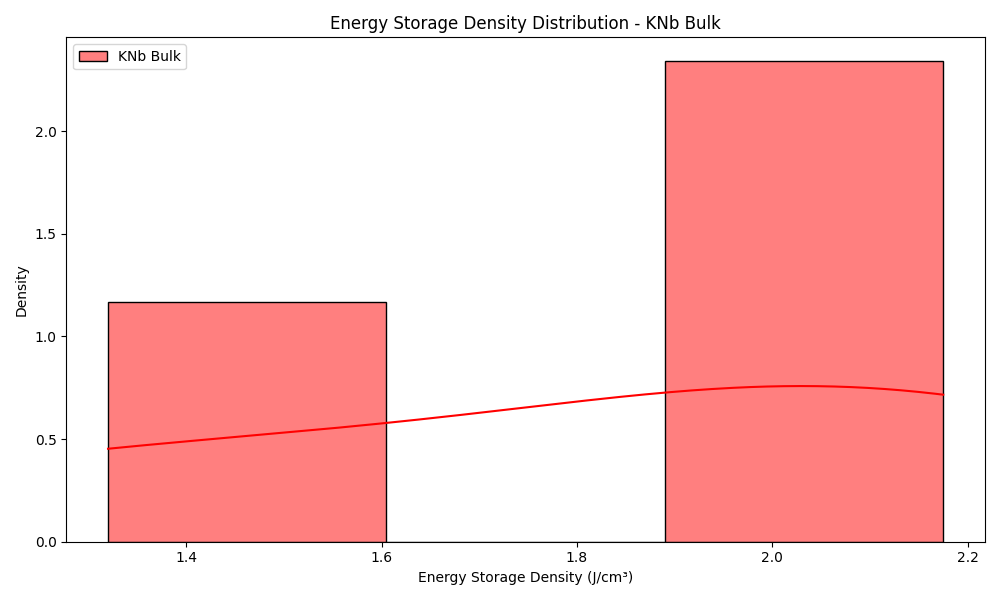 Energy Storage Density Distribution - KNb Bulk
KNb Bulk
Density
2.0
1.5
1.0
0.5
0.0
1.4 1.6 1.8 2.0 2.2
Energy Storage Density (J/cm³)